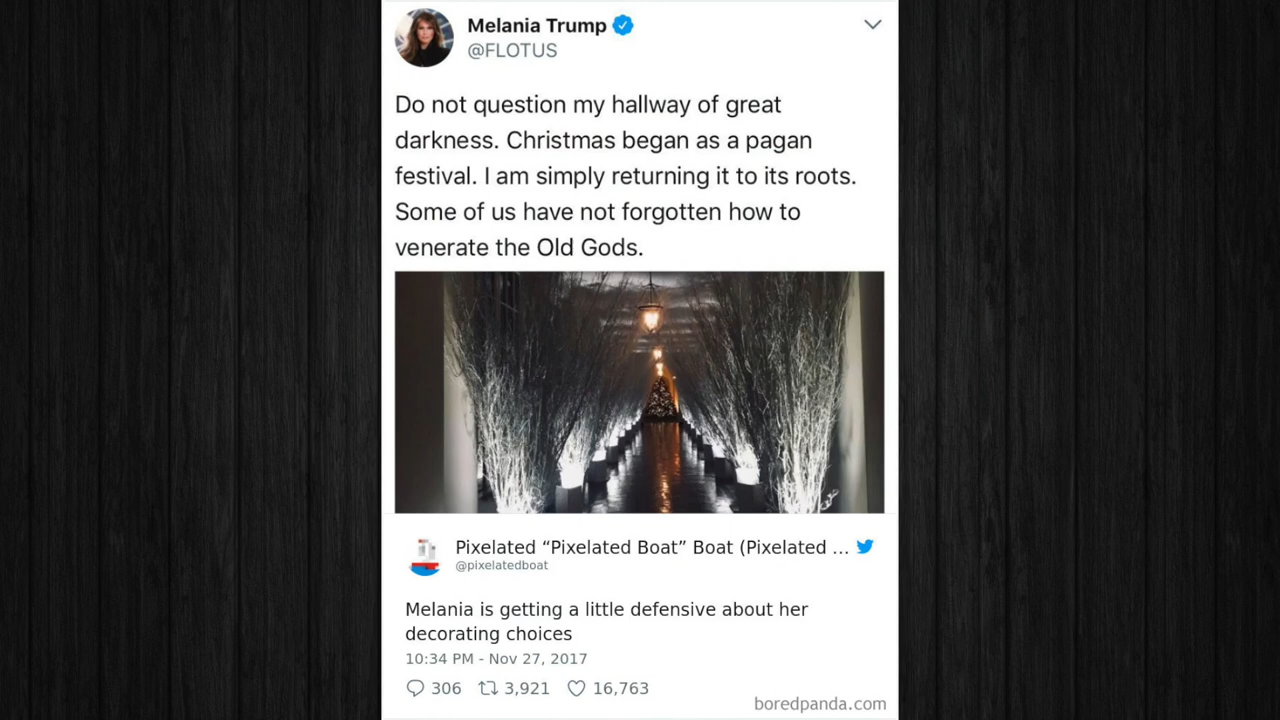 Melania Trump
@FLOTUS
Do not question my hallway of great
darkness. Christmas began as a pagan
festival. I am simply returning it to its roots.
Some of us have not forgotten how to
venerate the Old Gods.
Pixelated “Pixelated Boat” Boat (Pixelated ...
@pixelatedboat
Melania is getting a little defensive about her
decorating choices
10:34 PM - Nov 27, 2017
306 3,921 16,763
boredpanda.com